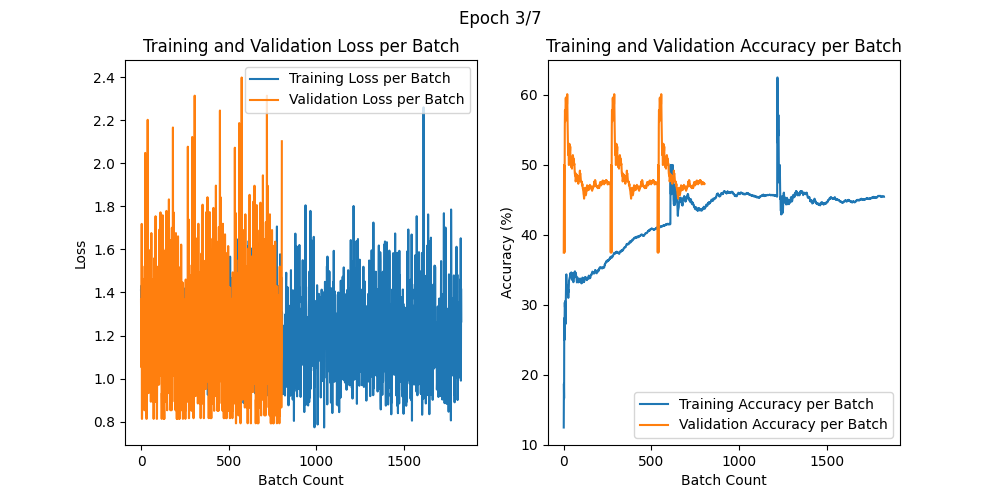 Epoch 3/7
Training and Validation Loss per Batch
Training Loss per Batch
Validation Loss per Batch
2.4
2.2
2.0
1.8
1.6
1.4
1.2
1.0
0.8
Loss
0
500
1000
1500
Batch Count
Training and Validation Accuracy per Batch
60
50
40
30
20
10
Accuracy (%)
Training Accuracy per Batch
Validation Accuracy per Batch
0
500
1000
1500
Batch Count